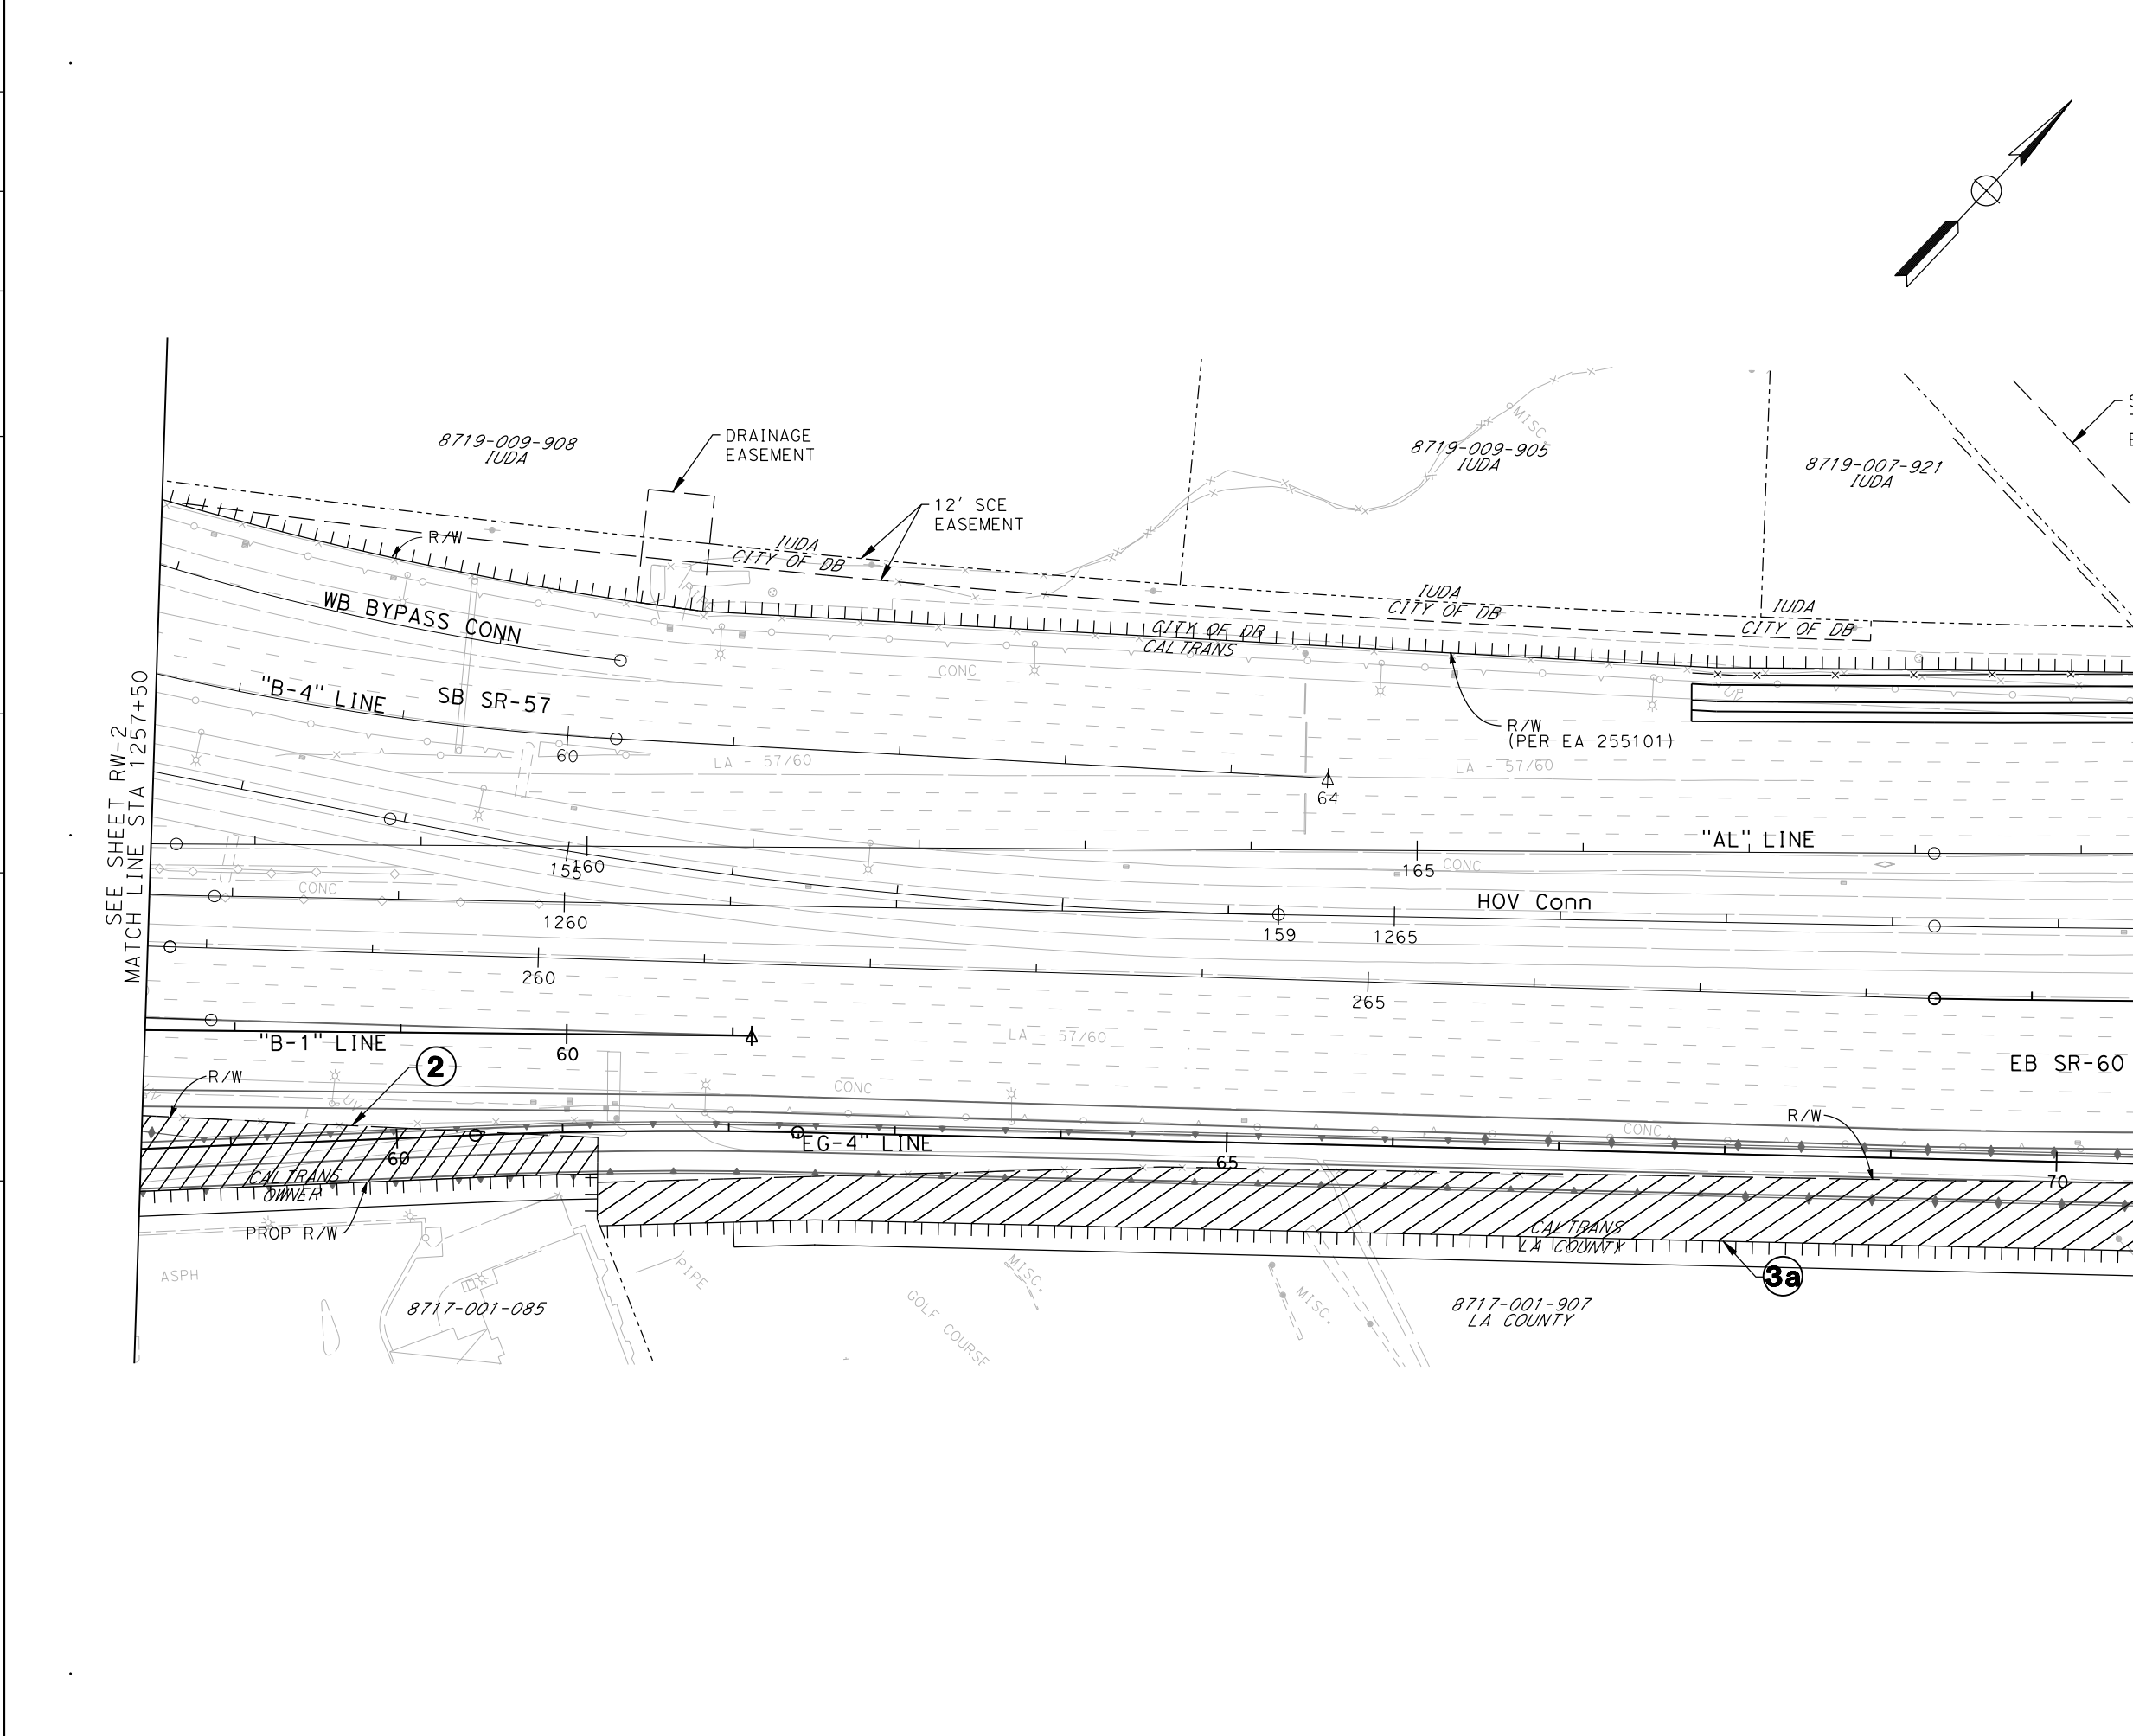 8719-009-908
IUDA
DRAINAGE
EASEMENT
12' SCE
EASEMENT
MISC.
8719-009-905
IUDA
8719-007-921
IUDA
R/W
IUDA
CITY OF DB
IUDA
CITY OF DB
IUDA
CITY OF DB
CITY OF DB
CALTRANS
WB BYPASS CONN
CONC
"B-4" LINE
SB SR-57
R/W
(PER EA 255101)
60
LA - 57/60
LA - 57/60
64
SEE SHEET RW-2
MATCH LINE STA 1257+50
"AL" LINE
155
160
165
CONC
CONC
HOV Conn
1260
159
1265
260
265
"B-1" LINE
60
LA - 57/60
EB SR-60
2
R/W
CONC
R/W
CONC
60
"EG-4" LINE
65
70
CALTRANS
OWNER
PROP R/W
CALTRANS
LA COUNTY
3a
ASPH
8717-001-085
PIPE
MISC.
GOLF COURSE
MISC.
8717-001-907
LA COUNTY